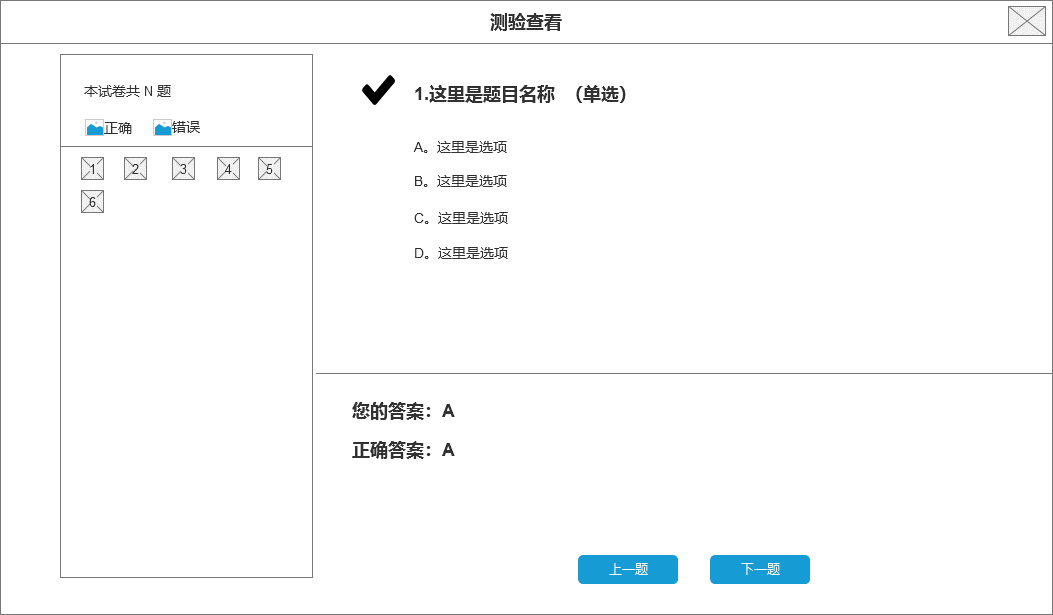 测验查看
本试卷共 N 题
正确 错误
1 2 3 4 5
6
1.这里是题目名称 （单选）
A。这里是选项
B。这里是选项
C。这里是选项
D。这里是选项
您的答案：A
正确答案：A
上一题 下一题